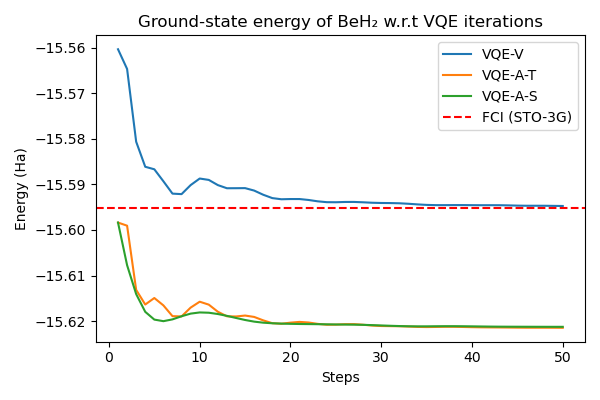 Ground-state energy of BeH₂ w.r.t VQE iterations
Energy (Ha)
−15.56
−15.57
−15.58
−15.59
−15.60
−15.61
−15.62
VQE-V
VQE-A-T
VQE-A-S
FCI (STO-3G)
0 10 20 30 40 50
Steps